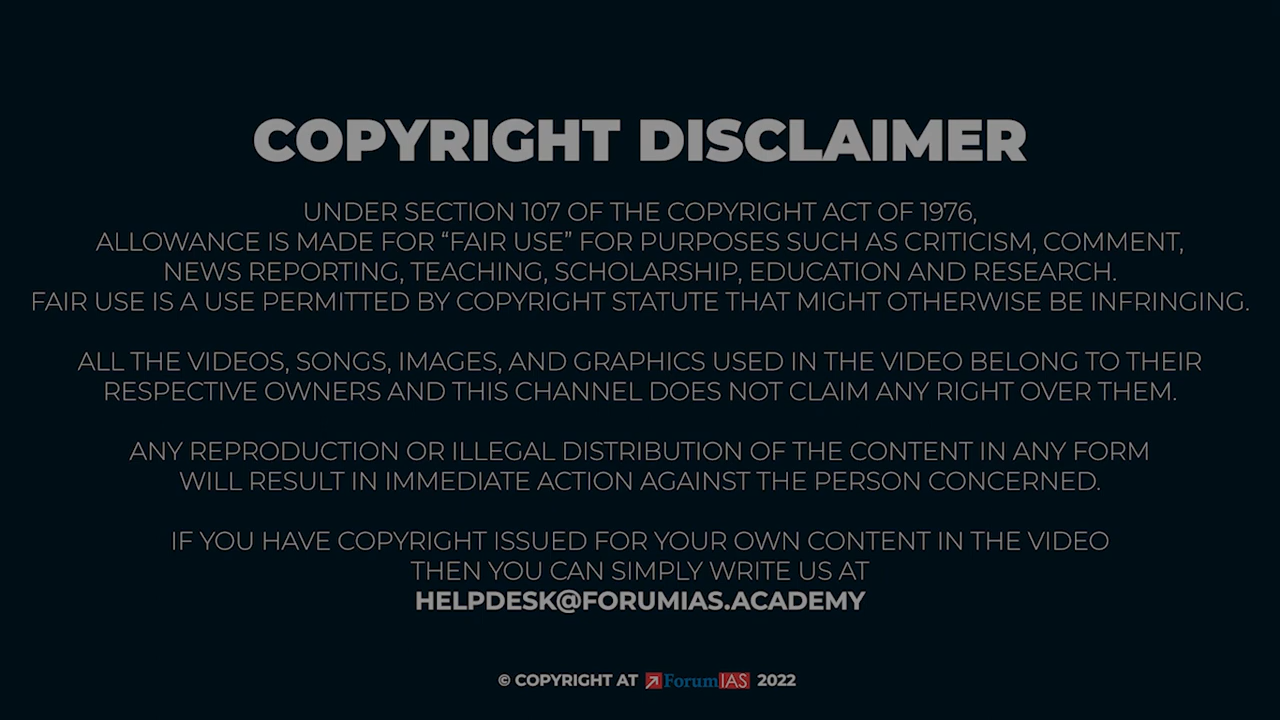 COPYRIGHT DISCLAIMER
UNDER SECTION 107 OF THE COPYRIGHT ACT OF 1976,
ALLOWANCE IS MADE FOR “FAIR USE” FOR PURPOSES SUCH AS CRITICISM, COMMENT,
NEWS REPORTING, TEACHING, SCHOLARSHIP, EDUCATION AND RESEARCH.
FAIR USE IS A USE PERMITTED BY COPYRIGHT STATUTE THAT MIGHT OTHERWISE BE INFRINGING.
ALL THE VIDEOS, SONGS, IMAGES, AND GRAPHICS USED IN THE VIDEO BELONG TO THEIR
RESPECTIVE OWNERS AND THIS CHANNEL DOES NOT CLAIM ANY RIGHT OVER THEM.
ANY REPRODUCTION OR ILLEGAL DISTRIBUTION OF THE CONTENT IN ANY FORM
WILL RESULT IN IMMEDIATE ACTION AGAINST THE PERSON CONCERNED.
IF YOU HAVE COPYRIGHT ISSUED FOR YOUR OWN CONTENT IN THE VIDEO
THEN YOU CAN SIMPLY WRITE US AT
HELPDESK@FORUMIAS.ACADEMY
© COPYRIGHT AT ForumIAS 2022